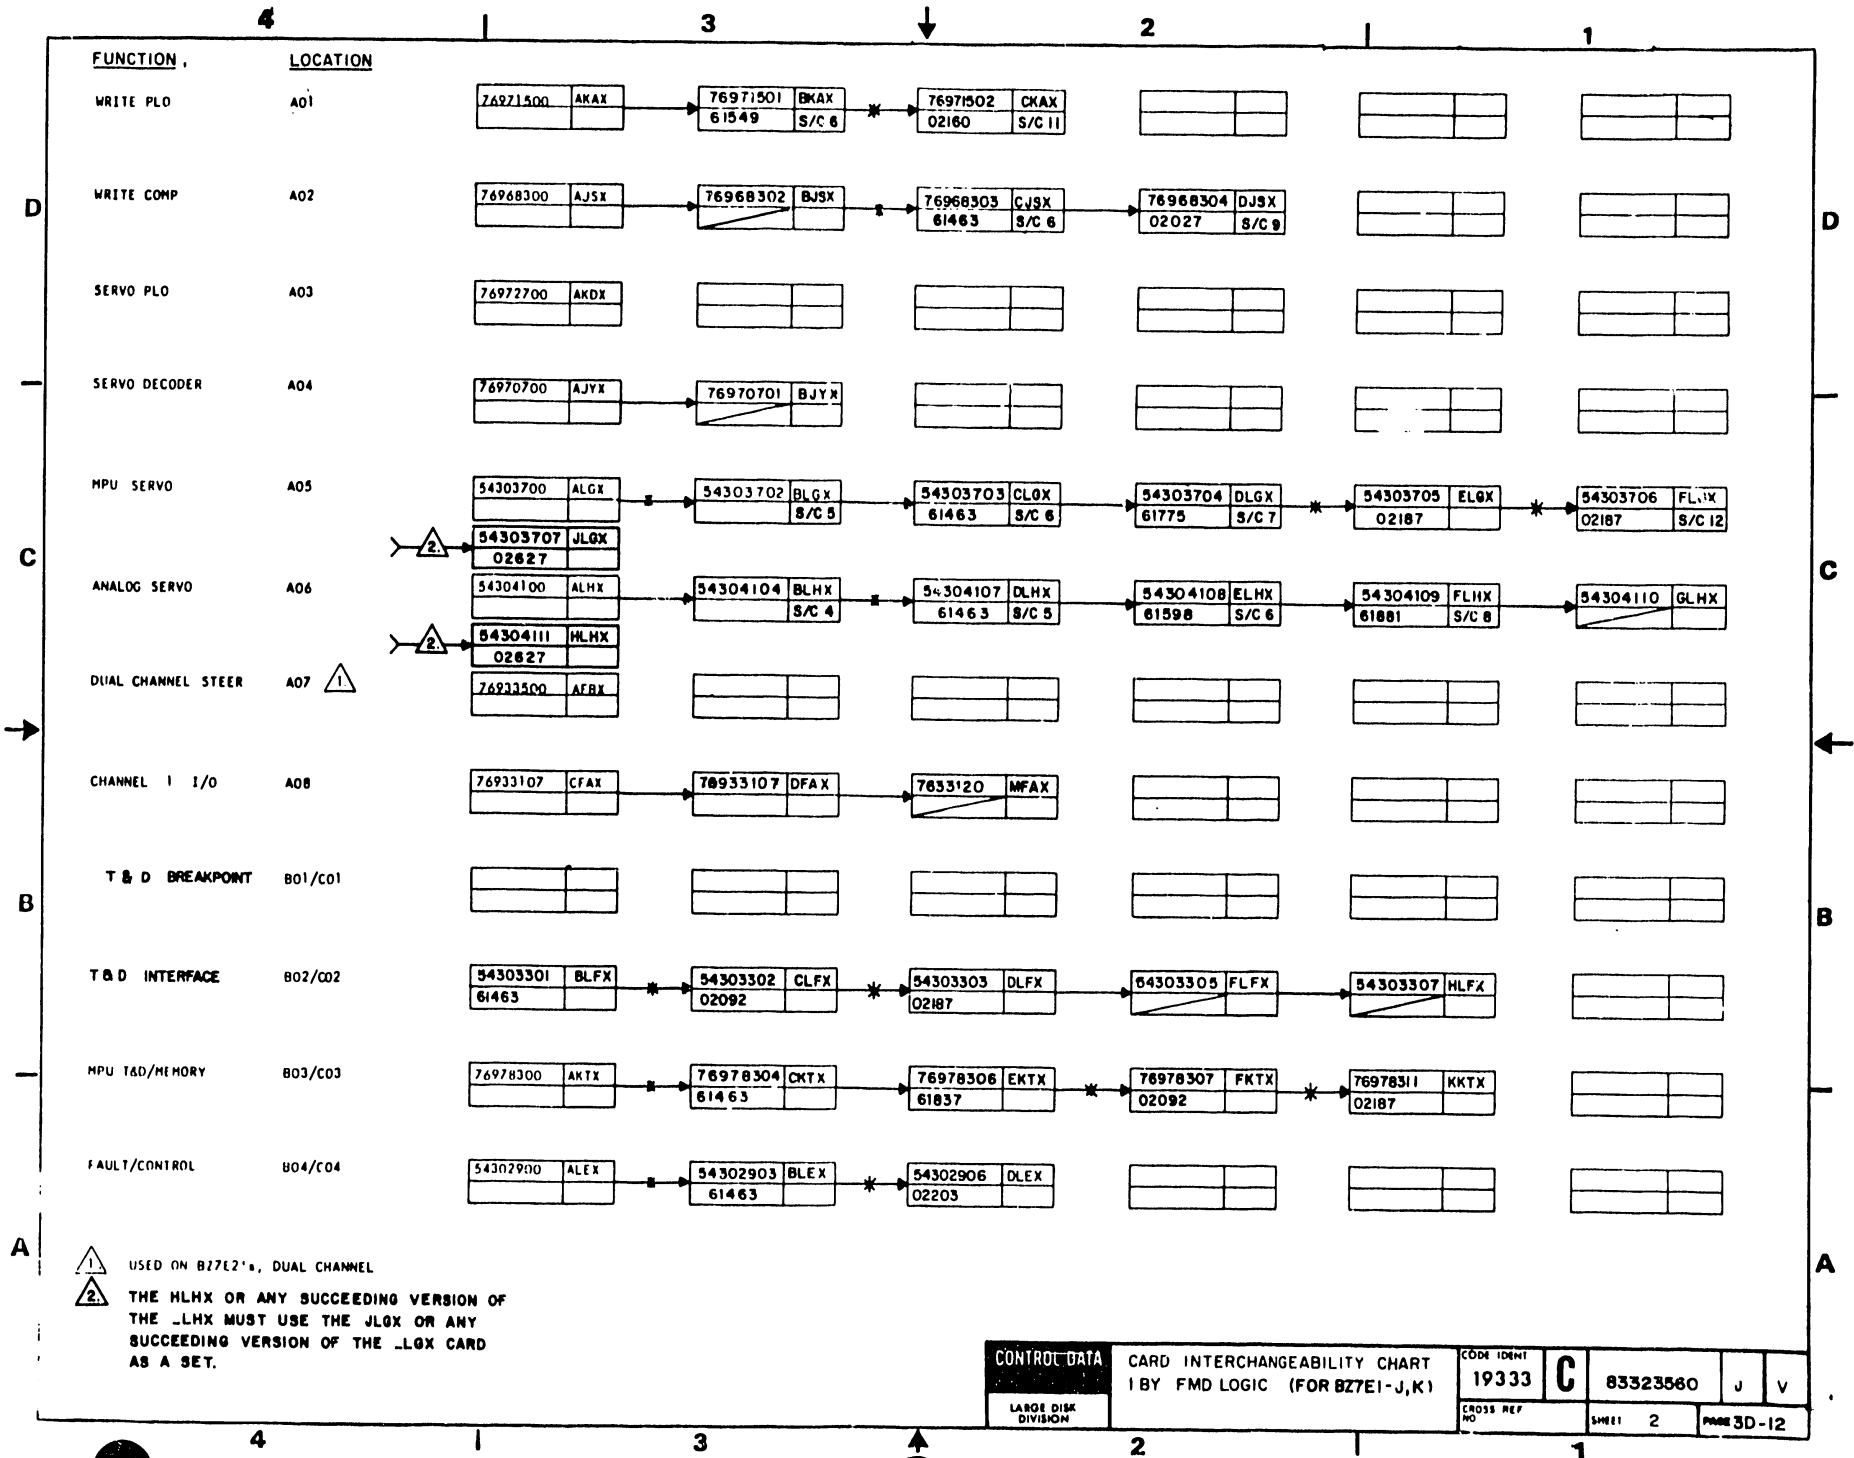 4 3 2 1
FUNCTION. LOCATION
WRITE PLO A01 76971500 AKAX 76971501 BKAX * 76971502 CKAX
61549 S/C 6 02160 S/C 11
D D
WRITE COMP A02 76968300 AJSX 76968302 BJSX * 76968303 CJSX 76968304 DJSX
61463 S/C 6 02027 S/C 9
SERVO PLO A03 76972700 AKDX
SERVO DECODER A04 76970700 AJYX 76970701 BJYX
MPU SERVO A05 54303700 ALGX * 54303702 BLGX 54303703 CLGX 54303704 DLGX * 54303705 ELGX * 54303706
S/C 5 61463 S/C 6 61775 S/C 7 02187 02187 S/C 12
C C
2. 54303707 JLGX
02627
ANALOG SERVO A06 54304100 ALHX 54304104 BLHX * 54304107 DLHX 54304108 ELHX 54304109 FLHX 54304110 GLHX
S/C 4 61463 S/C 5 61598 S/C 6 61881 S/C 8
2. 54304111 HLHX
02627
DUAL CHANNEL STEER A07 1. 76933500 AFBX
CHANNEL I I/O A08 76933107 CFAX 76933107 DFAX 7633120 MFAX
T & D BREAKPOINT B01/C01
B B
T & D INTERFACE B02/C02 54303301 BLFX * 54303302 CLFX * 54303303 DLFX 54303305 FLFX 54303307 HLFX
61463 02092 02187
MPU T&D/MEMORY B03/C03 76978300 AKTX * 76978304 CKTX 76978306 EKTX * 76978307 FKTX * 76978311 KKTX
61463 61837 02092 02187
FAULT/CONTROL B04/C04 54302900 ALEX * 54302903 BLEX * 54302906 DLEX
61463 02203
A A
1. USED ON BZ7E2's, DUAL CHANNEL
2. THE HLHX OR ANY SUCCEEDING VERSION OF
THE _LHX MUST USE THE JLGX OR ANY
SUCCEEDING VERSION OF THE _LGX CARD
AS A SET.
CONTROL DATA
LARGE DISK
DIVISION
CARD INTERCHANGEABILITY CHART
1 BY FMD LOGIC (FOR BZ7E1-J,K)
CODE IDENT
19333 C 83323560 J V
CROSS REF
NO
SHEET 2 PAGE 3D-12
4 3 2 1